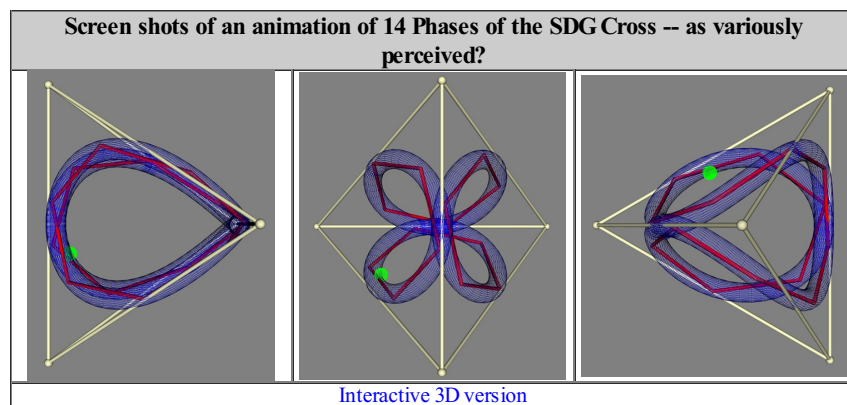 Screen shots of an animation of 14 Phases of the SDG Cross -- as variously
perceived?
Interactive 3D version